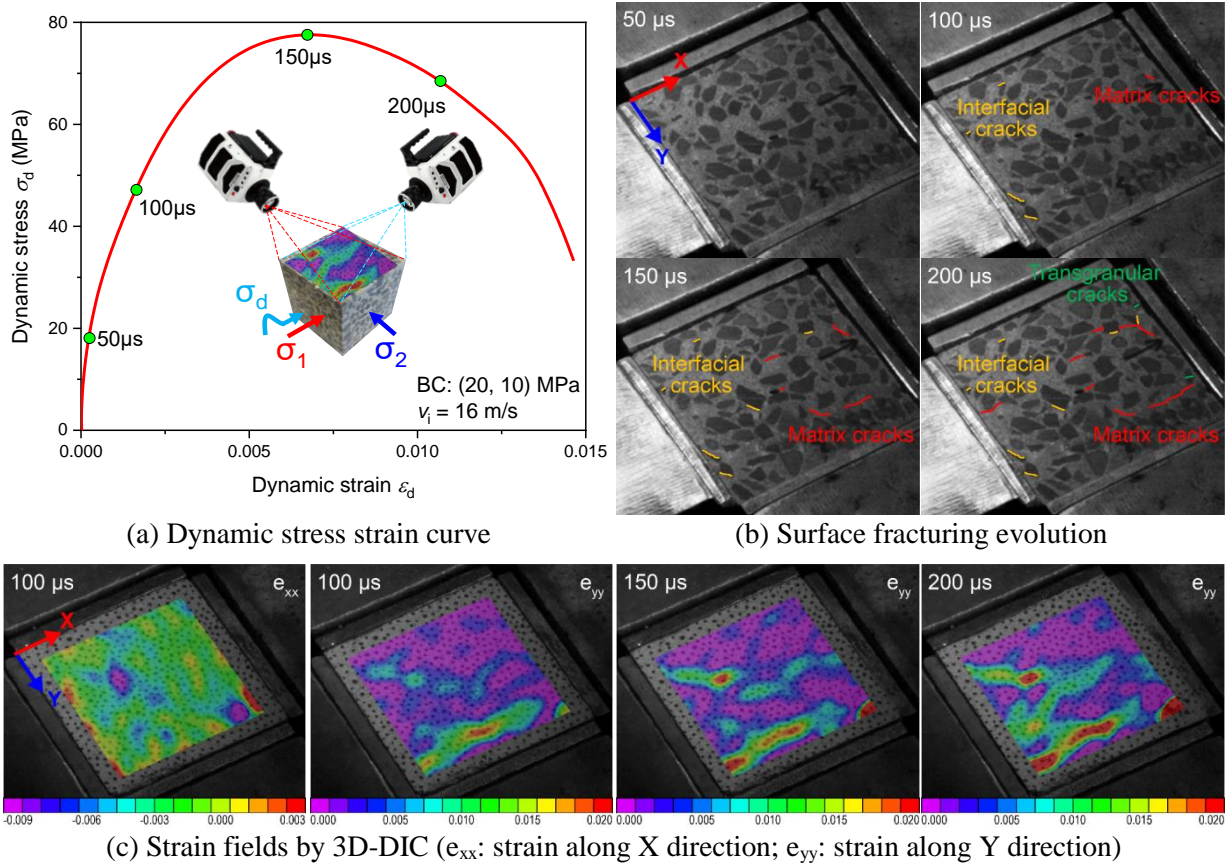 80
60
40
20
0
0.000
0.005
0.010
0.015
Dynamic stress σd (MPa)
Dynamic strain εd
50μs
100μs
150μs
200μs
σd
σ1
σ2
BC: (20, 10) MPa
vi = 16 m/s
(a) Dynamic stress strain curve
50 μs
X
Y
100 μs
Interfacial
cracks
Matrix cracks
150 μs
Interfacial
cracks
Matrix cracks
200 μs
Transgranular
cracks
Interfacial
cracks
Matrix cracks
(b) Surface fracturing evolution
100 μs
exx
X
Y
-0.009 -0.006 -0.003 0.000 0.003
100 μs
eyy
0.000 0.005 0.010 0.015 0.020
150 μs
eyy
0.000 0.005 0.010 0.015 0.020
200 μs
eyy
0.000 0.005 0.010 0.015 0.020
(c) Strain fields by 3D-DIC (exx: strain along X direction; eyy: strain along Y direction)